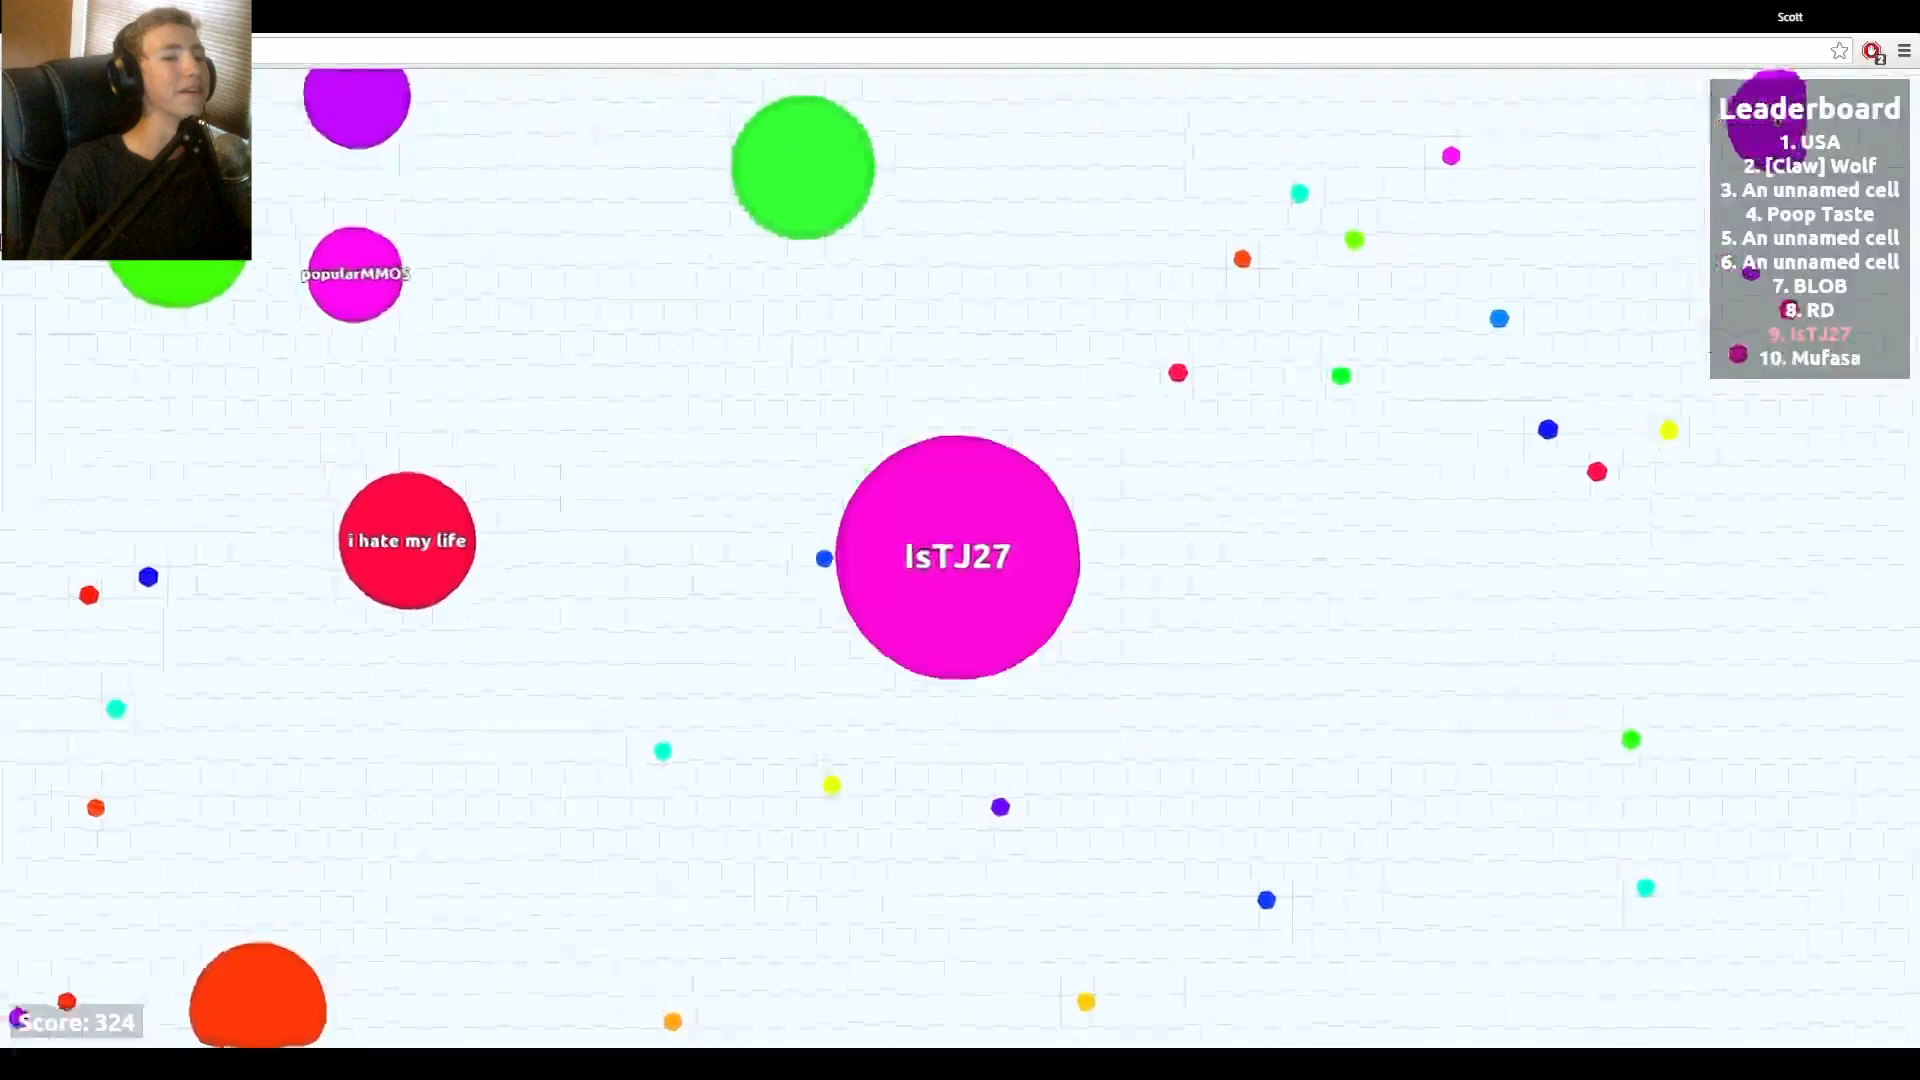 Scott
2
Leaderboard
1. USA
2. [Claw] Wolf
3. An unnamed cell
4. Poop Taste
5. An unnamed cell
6. An unnamed cell
7. BLOB
8. RD
9. IsTJ27
10. Mufasa
popularMMOS
i hate my life
IsTJ27
Score: 324